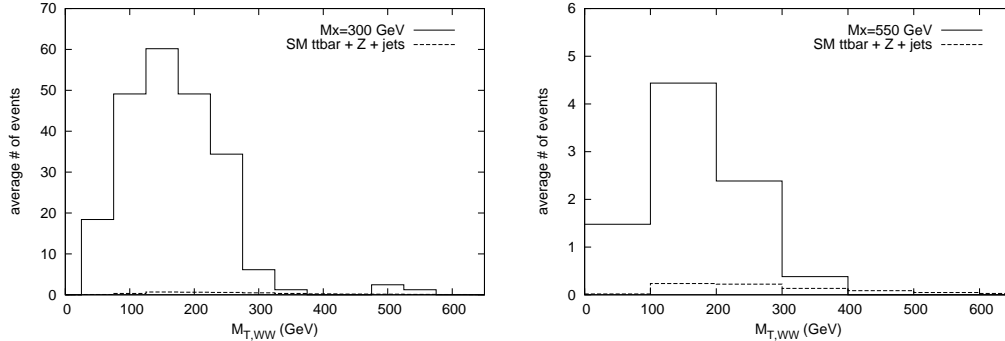 70
60
50
40
30
20
10
0
0 100 200 300 400 500 600
average # of events
M_T,WW (GeV)
Mx=300 GeV
SM ttbar + Z + jets
6
5
4
3
2
1
0
0 100 200 300 400 500 600
average # of events
M_T,WW (GeV)
Mx=550 GeV
SM ttbar + Z + jets